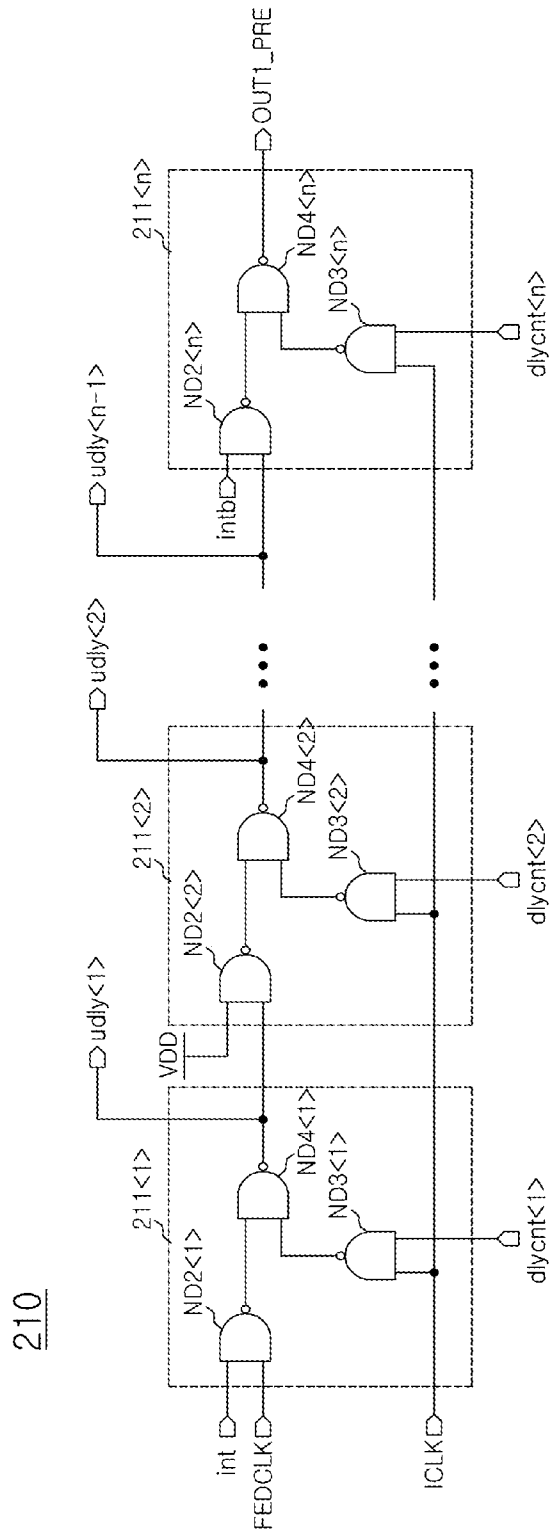 210
211<1>
udly<1>
211<2>
udly<2>
udly<n-1>
211<n>
ND2<1>
ND2<2>
ND2<n>
int
VDD
intb
FEDCLK
OUT1_PRE
ND4<1>
ND4<2>
ND4<n>
ND3<1>
ND3<2>
ND3<n>
ICLK
dlycnt<1>
dlycnt<2>
dlycnt<n>